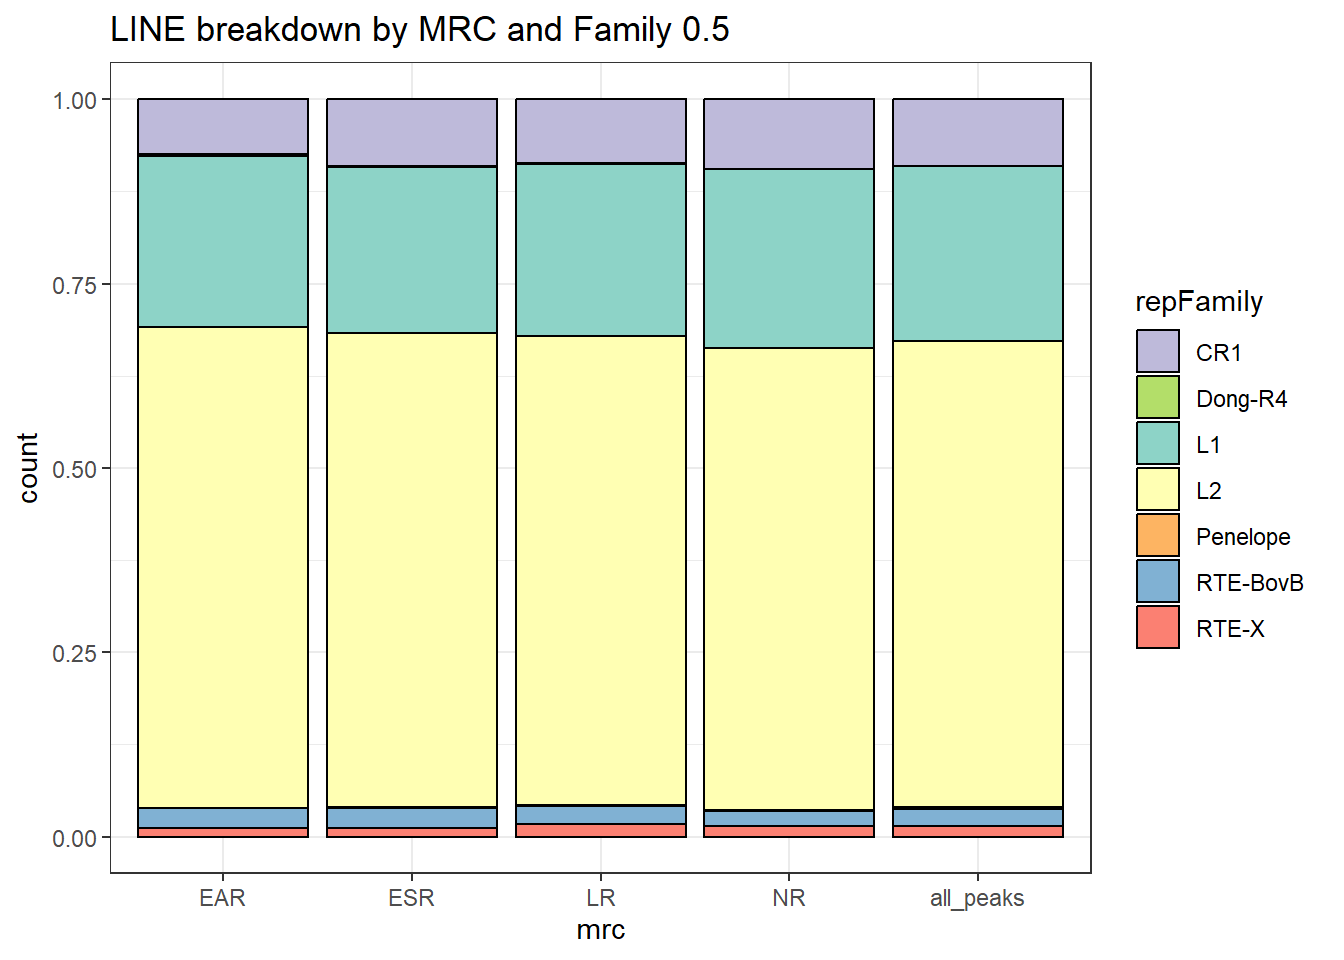 LINE breakdown by MRC and Family 0.5
count
1.00
0.75
0.50
0.25
0.00
EAR
ESR
LR
NR
all_peaks
mrc
repFamily
CR1
Dong-R4
L1
L2
Penelope
RTE-BovB
RTE-X